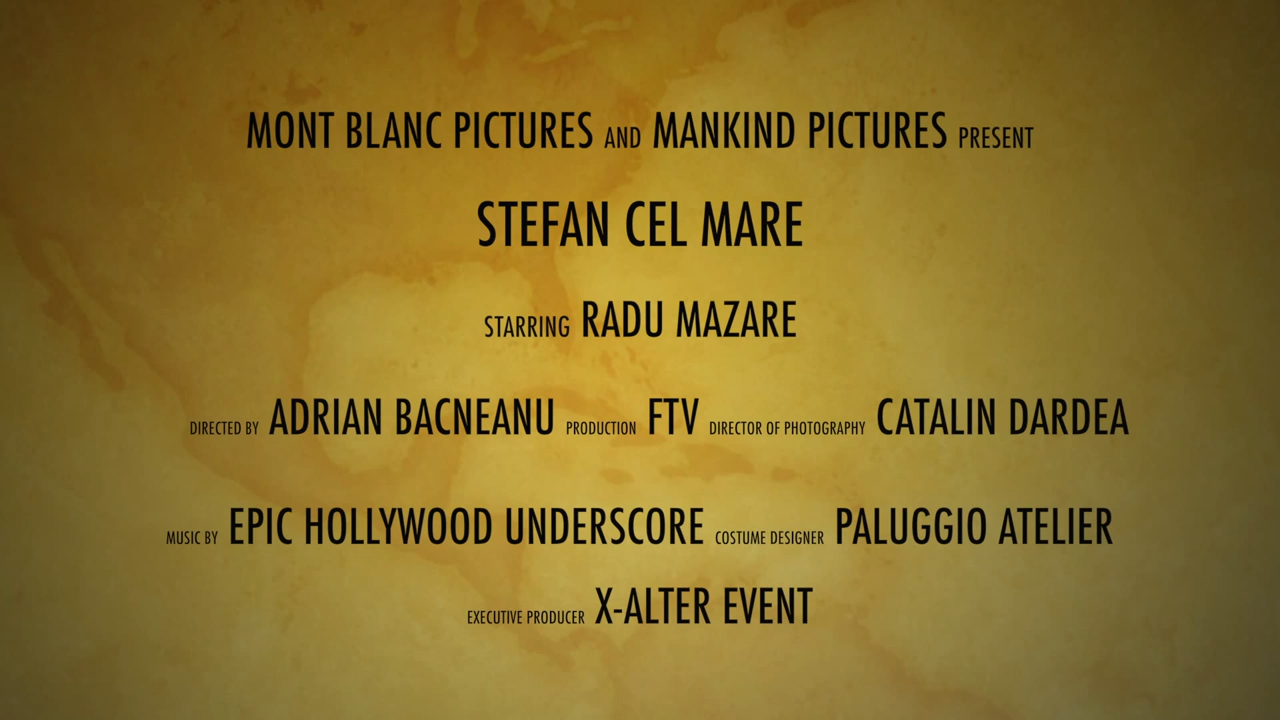 MONT BLANC PICTURES AND MANKIND PICTURES PRESENT
STEFAN CEL MARE
STARRING RADU MAZARE
DIRECTED BY ADRIAN BACNEANU PRODUCTION FTV DIRECTOR OF PHOTOGRAPHY CATALIN DARDEA
MUSIC BY EPIC HOLLYWOOD UNDERSCORE COSTUME DESIGNER PALUGGIO ATELIER
EXECUTIVE PRODUCER X-ALTER EVENT